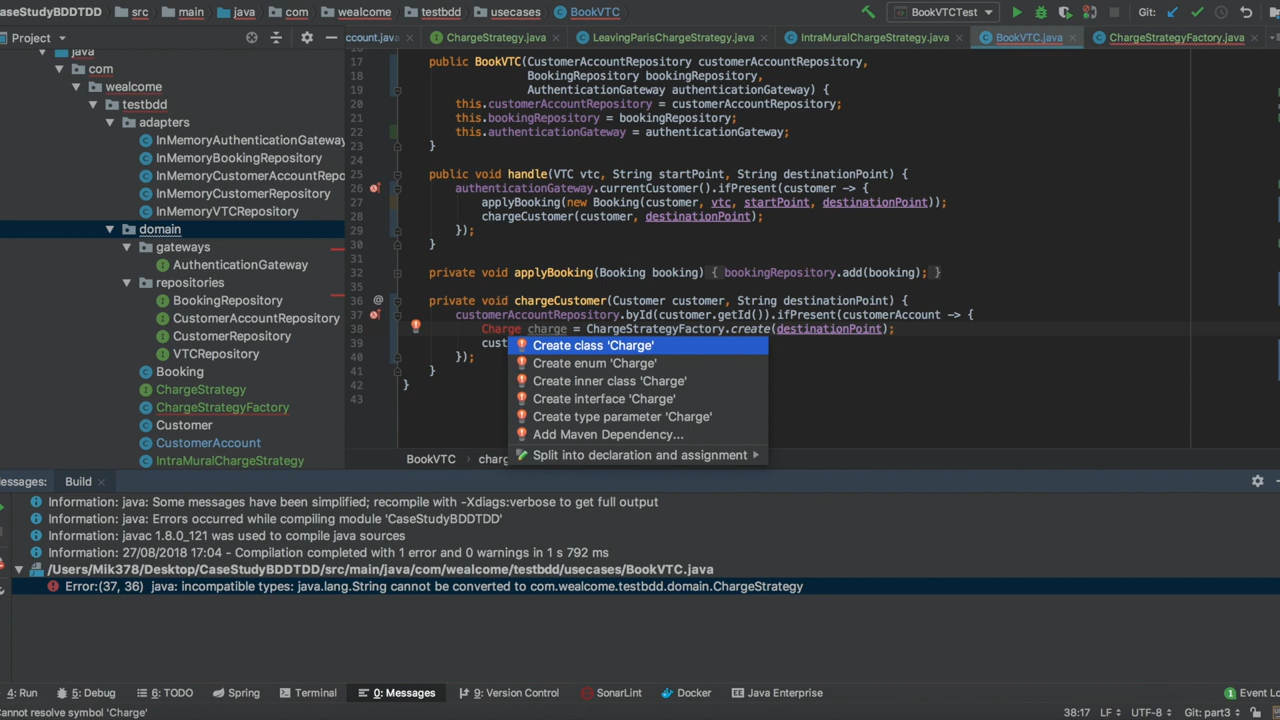 CaseStudyBDDTDD src main java com wealcome testbdd usecases BookVTC BookVTCTest Git:
Project
ccount.java ChargeStrategy.java LeavingParisChargeStrategy.java IntraMuralChargeStrategy.java BookVTC.java ChargeStrategyFactory.java
java
com
wealcome
testbdd
adapters
InMemoryAuthenticationGateway
InMemoryBookingRepository
InMemoryCustomerAccountRepo
InMemoryCustomerRepository
InMemoryVTCRepository
domain
gateways
AuthenticationGateway
repositories
BookingRepository
CustomerAccountRepository
CustomerRepository
VTCRepository
Booking
ChargeStrategy
ChargeStrategyFactory
Customer
CustomerAccount
IntraMuralChargeStrategy
16
17 public BookVTC(CustomerAccountRepository customerAccountRepository,
18 BookingRepository bookingRepository,
19 AuthenticationGateway authenticationGateway) {
20 this.customerAccountRepository = customerAccountRepository;
21 this.bookingRepository = bookingRepository;
22 this.authenticationGateway = authenticationGateway;
23 }
24
25 public void handle(VTC vtc, String startPoint, String destinationPoint) {
26 authenticationGateway.currentCustomer().ifPresent(customer -> {
27 applyBooking(new Booking(customer, vtc, startPoint, destinationPoint));
28 chargeCustomer(customer, destinationPoint);
29 });
30 }
31
32 private void applyBooking(Booking booking) { bookingRepository.add(booking); }
35
36 @ private void chargeCustomer(Customer customer, String destinationPoint) {
37 customerAccountRepository.byId(customer.getId()).ifPresent(customerAccount -> {
38 Charge charge = ChargeStrategyFactory.create(destinationPoint);
39 cust
40 });
41 }
42 }
43
Create class 'Charge'
Create enum 'Charge'
Create inner class 'Charge'
Create interface 'Charge'
Create type parameter 'Charge'
Add Maven Dependency...
Split into declaration and assignment
BookVTC charg
essages: Build
Information: java: Some messages have been simplified; recompile with -Xdiags:verbose to get full output
Information: java: Errors occurred while compiling module 'CaseStudyBDDTDD'
Information: javac 1.8.0_121 was used to compile java sources
Information: 27/08/2018 17:04 - Compilation completed with 1 error and 0 warnings in 1 s 792 ms
/Users/Mik378/Desktop/CaseStudyBDDTDD/src/main/java/com/wealcome/testbdd/usecases/BookVTC.java
Error:(37, 36) java: incompatible types: java.lang.String cannot be converted to com.wealcome.testbdd.domain.ChargeStrategy
4: Run 5: Debug 6: TODO Spring Terminal 0: Messages 9: Version Control SonarLint Docker Java Enterprise 1 Event Lo
Cannot resolve symbol 'Charge' 38:17 LF UTF-8 Git: part3